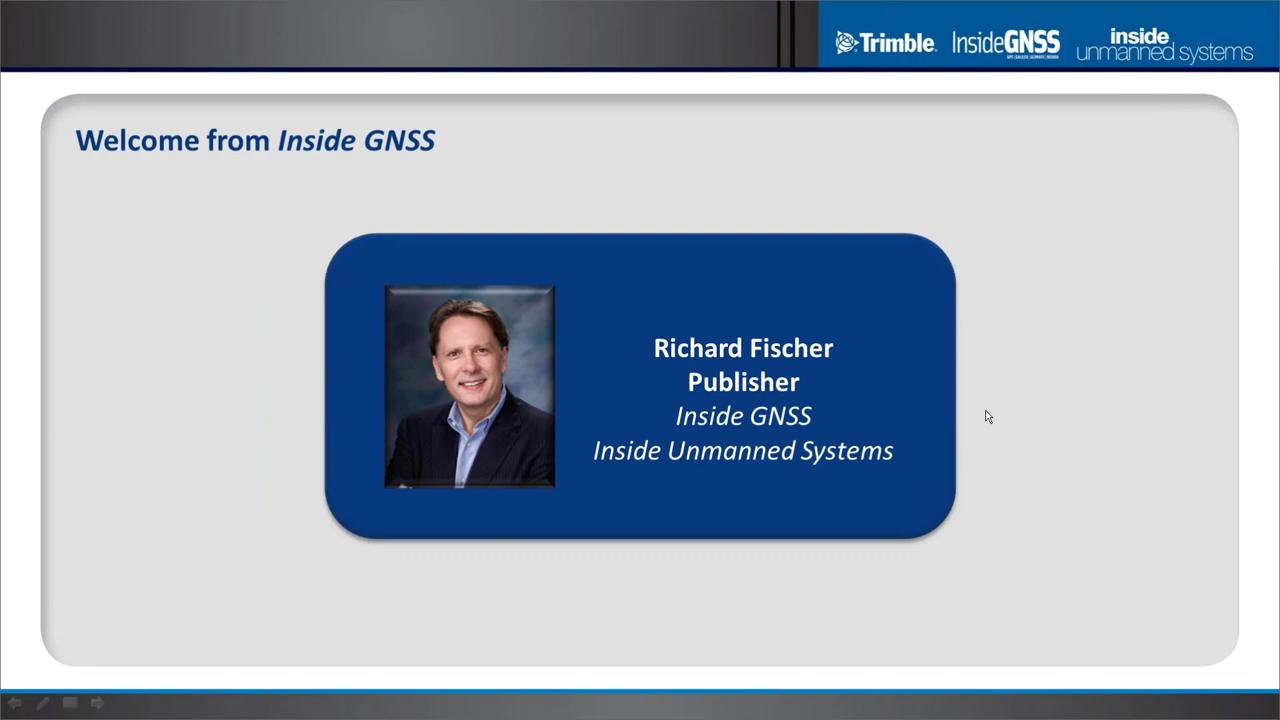 Trimble InsideGNSS inside unmanned systems
Welcome from Inside GNSS
Richard Fischer
Publisher
Inside GNSS
Inside Unmanned Systems